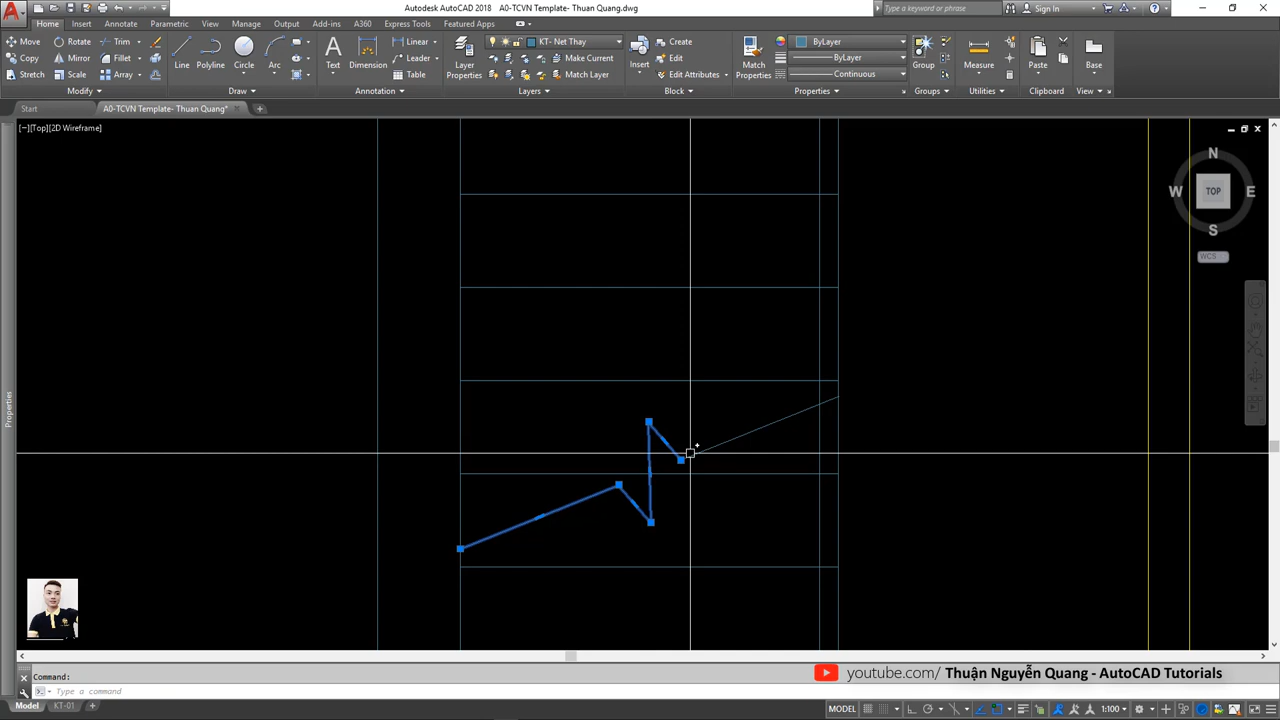 Autodesk AutoCAD 2018 A0-TCVN Template- Thuan Quang.dwg
Type a keyword or phrase
Sign In
Home Insert Annotate Parametric View Manage Output Add-ins A360 Express Tools Featured Apps
Move Rotate Trim
Copy Mirror Fillet
Stretch Scale Array
Modify
Line Polyline Circle Arc
Draw
Text Dimension
Linear
Leader
Table
Annotation
Layer Properties
KT- Net Thay
Make Current
Match Layer
Layers
Insert
Create
Edit
Edit Attributes
Block
Match Properties
ByLayer
ByLayer
Continuous
Properties
Group
Groups
Measure
Utilities
Paste
Clipboard
Base
View
Start A0-TCVN Template- Thuan Quang*
[−][Top][2D Wireframe]
N
W TOP E
S
WCS
Properties
Command:
Type a command
youtube.com/ Thuận Nguyễn Quang - AutoCAD Tutorials
Model KT-01
MODEL 1:100